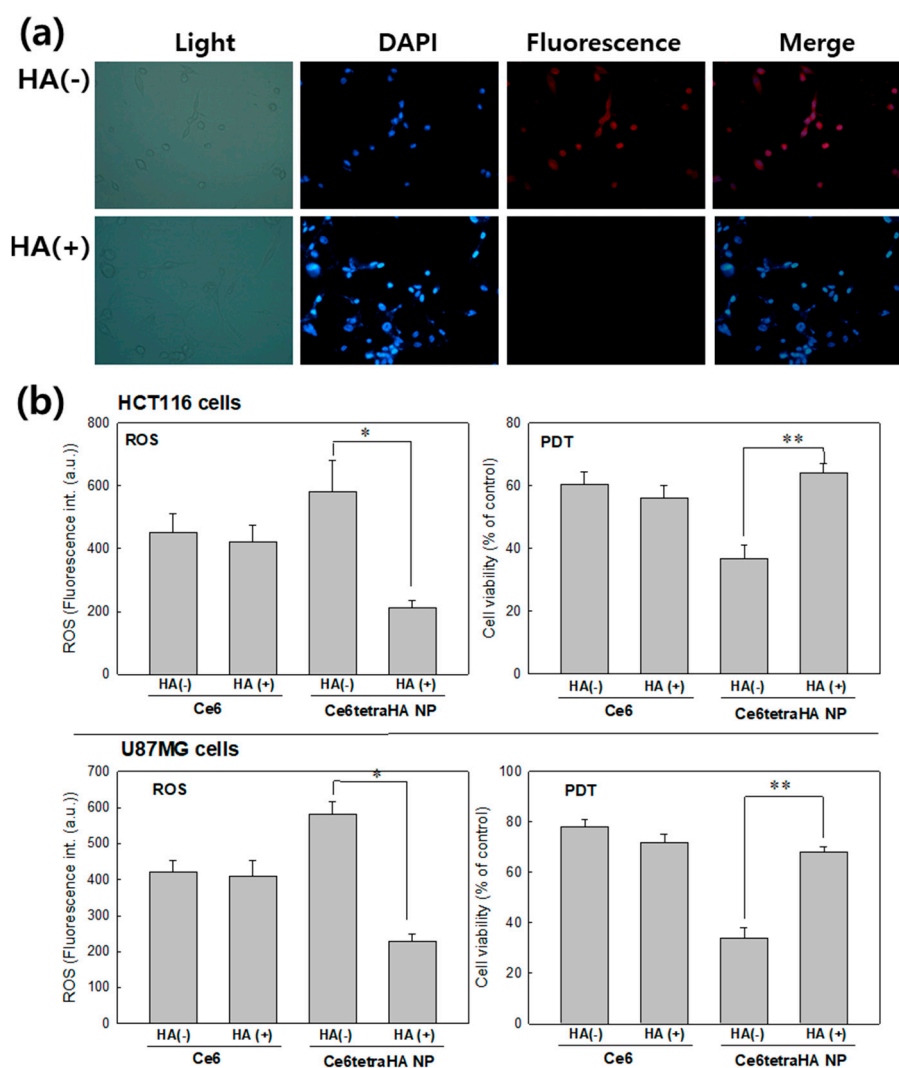 (a)
Light DAPI Fluorescence Merge
HA(-)
HA(+)
(b)
HCT116 cells
ROS
ROS (Fluorescence int. (a.u.))
800
600
400
200
0
*
HA(-) HA (+) HA(-) HA (+)
Ce6 Ce6tetraHA NP
PDT
Cell viability (% of control)
80
60
40
20
0
**
HA(-) HA (+) HA(-) HA (+)
Ce6 Ce6tetraHA NP
U87MG cells
ROS
ROS (Fluorescence int. (a.u.))
700
600
500
400
300
200
100
0
*
HA(-) HA (+) HA(-) HA (+)
Ce6 Ce6tetraHA NP
PDT
Cell viability (% of control)
100
80
60
40
20
0
**
HA(-) HA (+) HA(-) HA (+)
Ce6 Ce6tetraHA NP